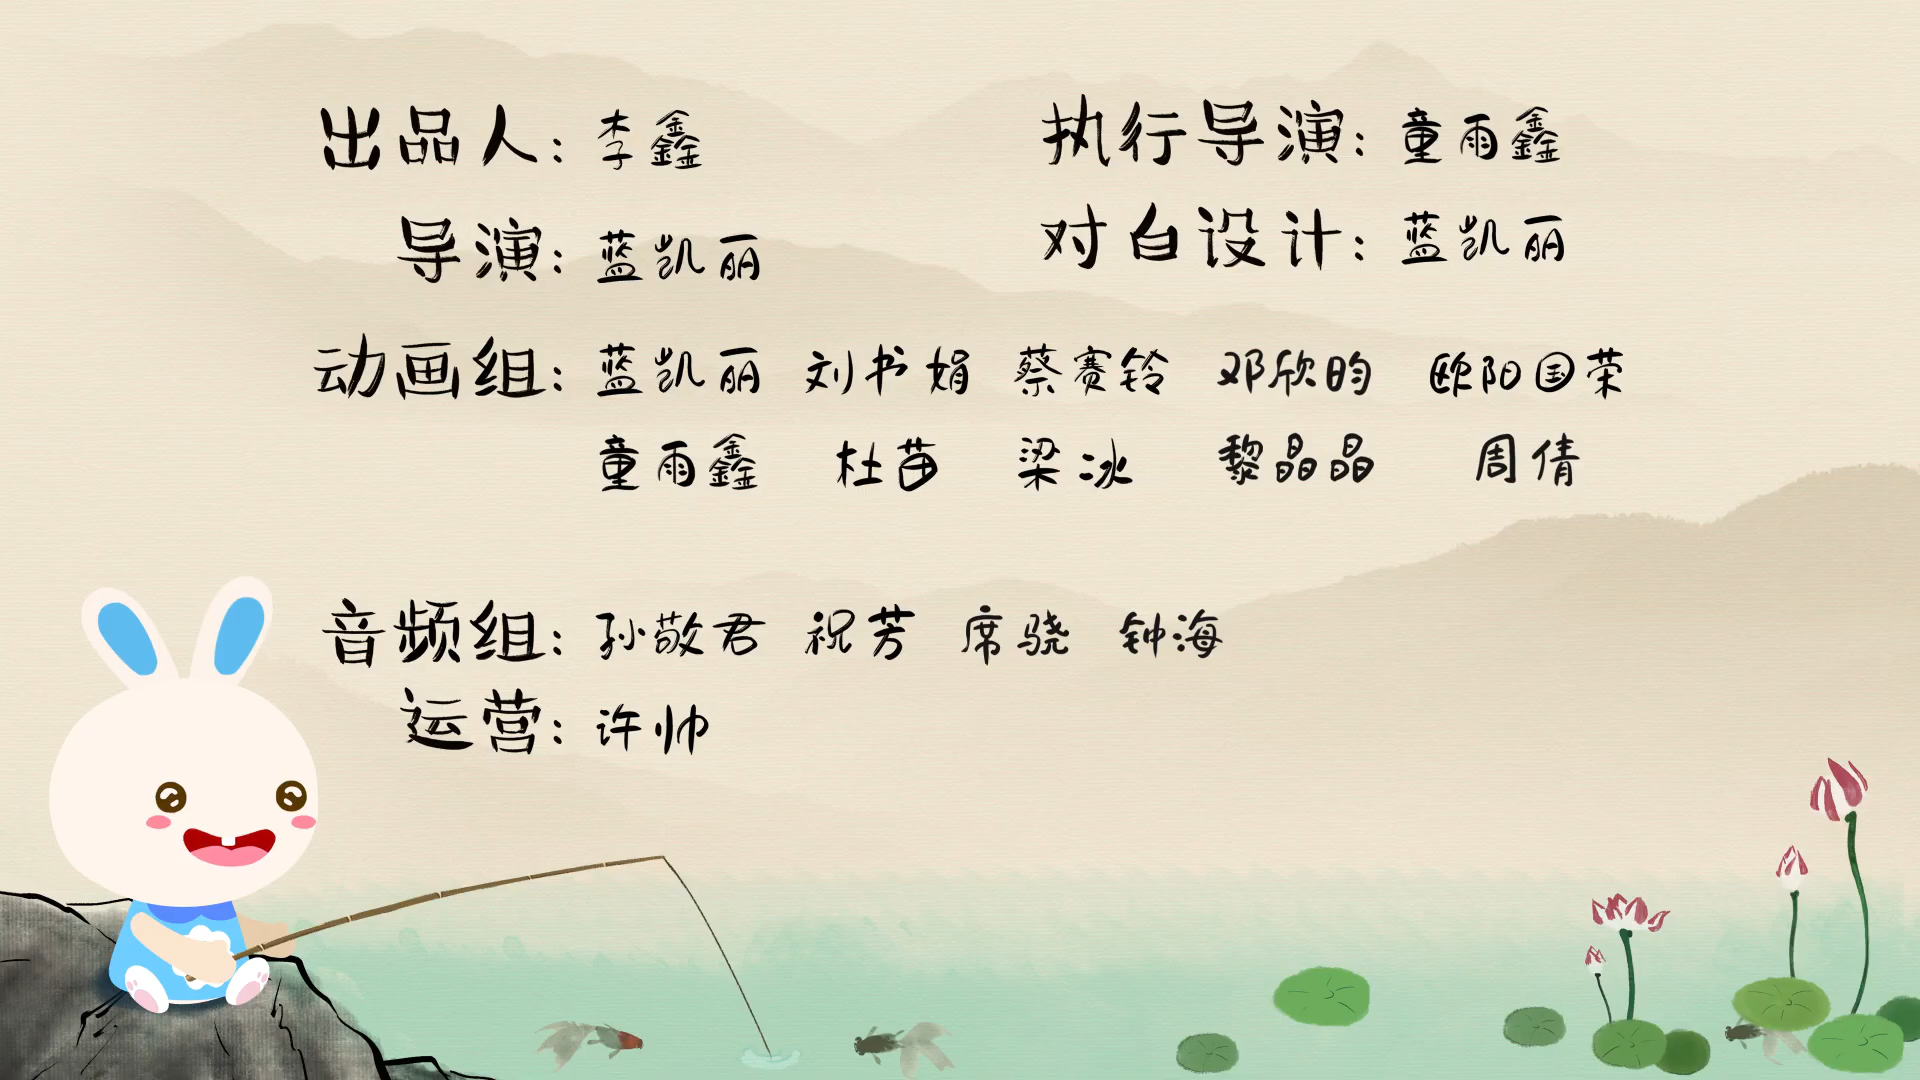 出品人: 李鑫 执行导演: 童雨鑫
导演: 蓝凯丽 对白设计: 蓝凯丽
动画组: 蓝凯丽 刘书娟 蔡赛铃 邓欣昀 欧阳国荣
童雨鑫 杜苗 梁冰 黎晶晶 周倩
音频组: 孙敬君 祝芳 席骁 钟海
运营: 许帅